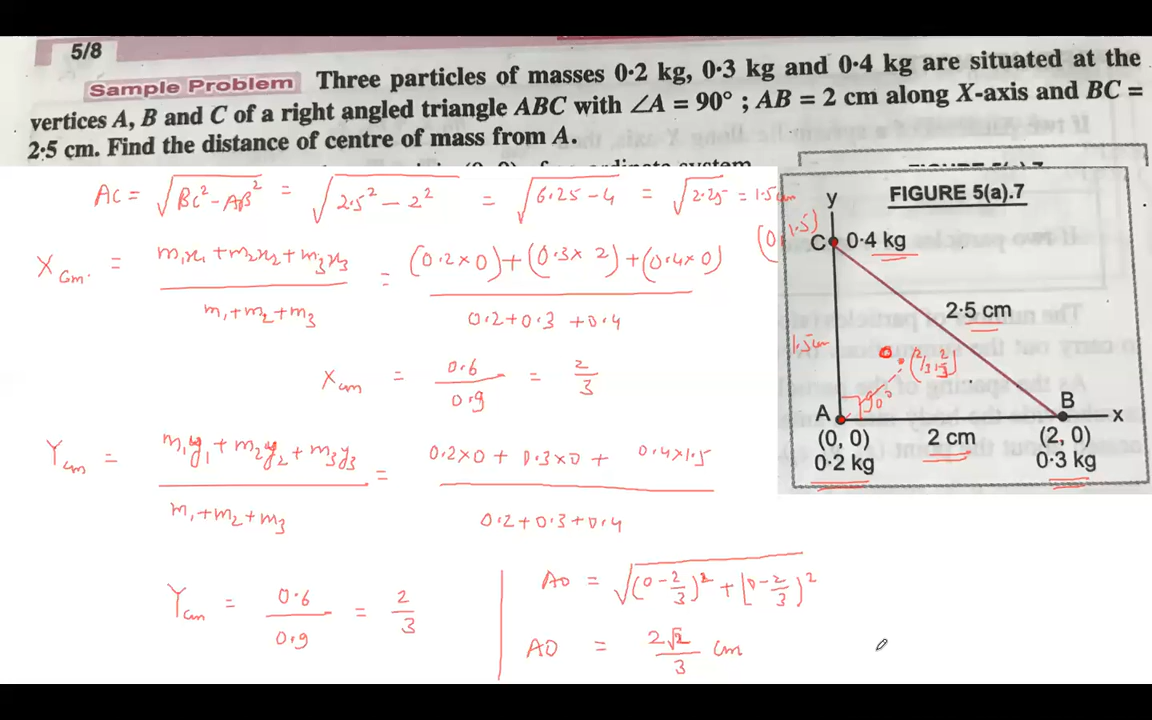 5/8
Sample Problem Three particles of masses 0·2 kg, 0·3 kg and 0·4 kg are situated at the
vertices A, B and C of a right angled triangle ABC with ∠A = 90° ; AB = 2 cm along X-axis and BC =
2·5 cm. Find the distance of centre of mass from A.
AC = √(BC² - AB²) = √(2.5² - 2²) = √(6.25 - 4) = √2.25 = 1.5 cm
Xcm. = (m₁x₁ + m₂x₂ + m₃x₃)/(m₁ + m₂ + m₃) = ((0.2×0) + (0.3×2) + (0.4×0))/(0.2 + 0.3 + 0.4)
Xcm = 0.6/0.9 = 2/3
Ycm = (m₁y₁ + m₂y₂ + m₃y₃)/(m₁ + m₂ + m₃) = (0.2×0 + 0.3×0 + 0.4×1.5)/(0.2 + 0.3 + 0.4)
Ycm = 0.6/0.9 = 2/3
AO = √((0 - 2/3)² + (0 - 2/3)²)
AO = 2√2/3 cm
FIGURE 5(a).7
y
(0, 1.5)
C 0·4 kg
2·5 cm
1.5cm
(2/3, 2/3)
90°
A
B
x
(0, 0) 2 cm (2, 0)
0·2 kg 0·3 kg